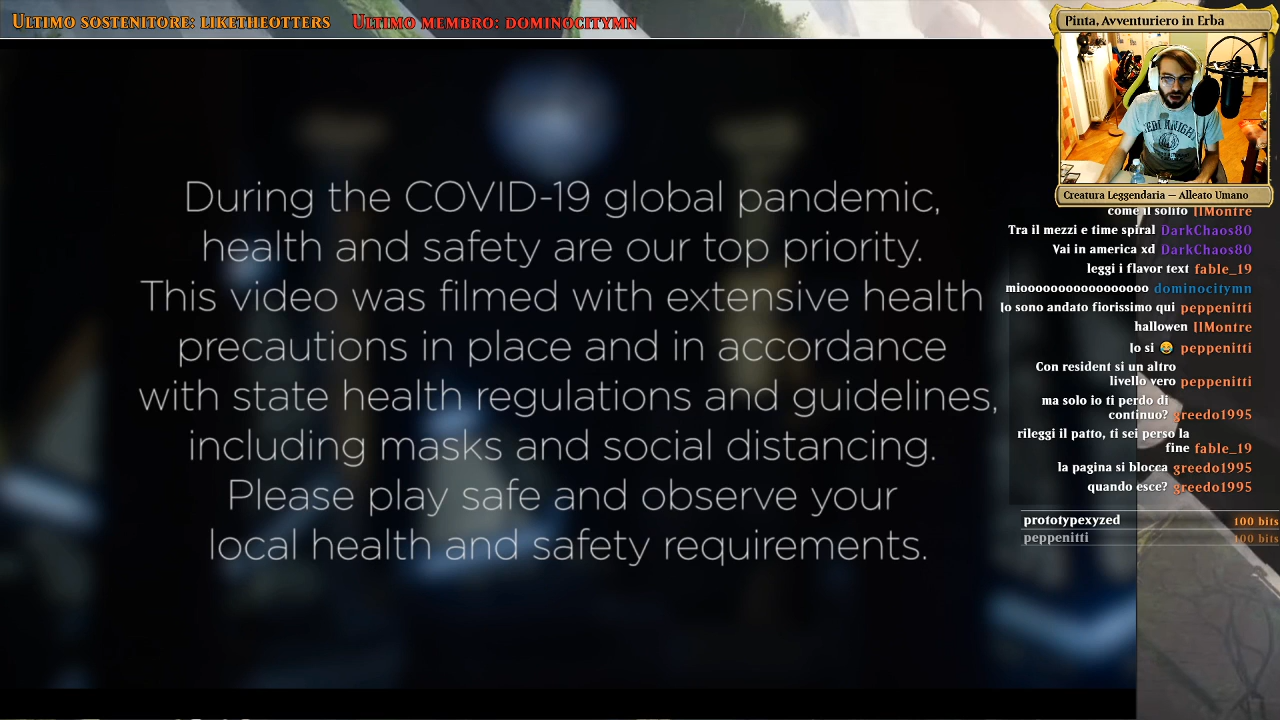 Ultimo sostenitore: liketheotters Ultimo membro: dominocitymn
Pinta, Avventuriero in Erba
JEDI KNIGHT
Creatura Leggendaria — Alleato Umano
During the COVID-19 global pandemic,
health and safety are our top priority.
This video was filmed with extensive health
precautions in place and in accordance
with state health regulations and guidelines,
including masks and social distancing.
Please play safe and observe your
local health and safety requirements.
come il solito IlMontre
Tra il mezzi e time spiral DarkChaos80
Vai in america xd DarkChaos80
leggi i flavor text fable_19
mioooooooooooooooo dominocitymn
Io sono andato fiorissimo qui peppenitti
hallowen IlMontre
Io si 😂 peppenitti
Con resident si un altro
livello vero peppenitti
ma solo io ti perdo di
continuo? greedo1995
rileggi il patto, ti sei perso la
fine fable_19
la pagina si blocca greedo1995
quando esce? greedo1995
prototypexyzed 100 bits
peppenitti 100 bits